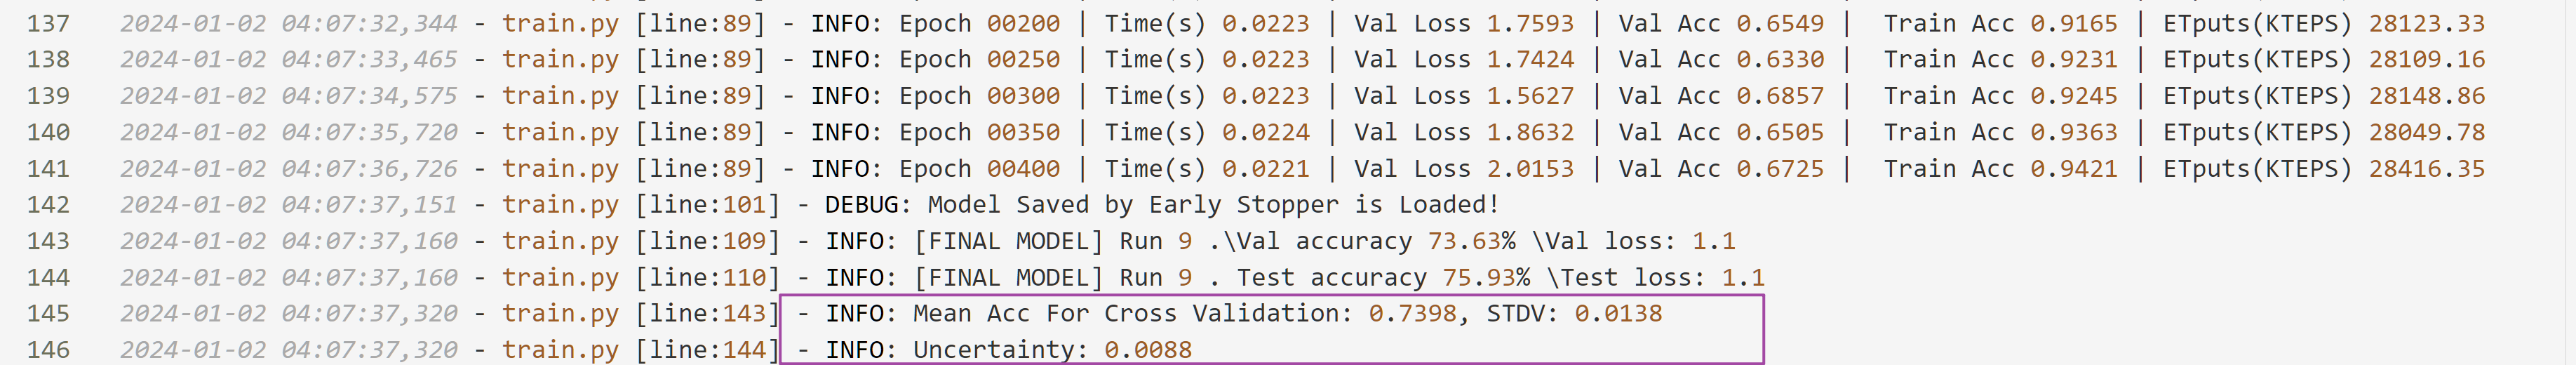 137 2024-01-02 04:07:32,344 - train.py [line:89] - INFO: Epoch 00200 | Time(s) 0.0223 | Val Loss 1.7593 | Val Acc 0.6549 |  Train Acc 0.9165 | ETputs(KTEPS) 28123.33
138 2024-01-02 04:07:33,465 - train.py [line:89] - INFO: Epoch 00250 | Time(s) 0.0223 | Val Loss 1.7424 | Val Acc 0.6330 |  Train Acc 0.9231 | ETputs(KTEPS) 28109.16
139 2024-01-02 04:07:34,575 - train.py [line:89] - INFO: Epoch 00300 | Time(s) 0.0223 | Val Loss 1.5627 | Val Acc 0.6857 |  Train Acc 0.9245 | ETputs(KTEPS) 28148.86
140 2024-01-02 04:07:35,720 - train.py [line:89] - INFO: Epoch 00350 | Time(s) 0.0224 | Val Loss 1.8632 | Val Acc 0.6505 |  Train Acc 0.9363 | ETputs(KTEPS) 28049.78
141 2024-01-02 04:07:36,726 - train.py [line:89] - INFO: Epoch 00400 | Time(s) 0.0221 | Val Loss 2.0153 | Val Acc 0.6725 |  Train Acc 0.9421 | ETputs(KTEPS) 28416.35
142 2024-01-02 04:07:37,151 - train.py [line:101] - DEBUG: Model Saved by Early Stopper is Loaded!
143 2024-01-02 04:07:37,160 - train.py [line:109] - INFO: [FINAL MODEL] Run 9 .\Val accuracy 73.63% \Val loss: 1.1
144 2024-01-02 04:07:37,160 - train.py [line:110] - INFO: [FINAL MODEL] Run 9 . Test accuracy 75.93% \Test loss: 1.1
145 2024-01-02 04:07:37,320 - train.py [line:143] - INFO: Mean Acc For Cross Validation: 0.7398, STDV: 0.0138
146 2024-01-02 04:07:37,320 - train.py [line:144] - INFO: Uncertainty: 0.0088